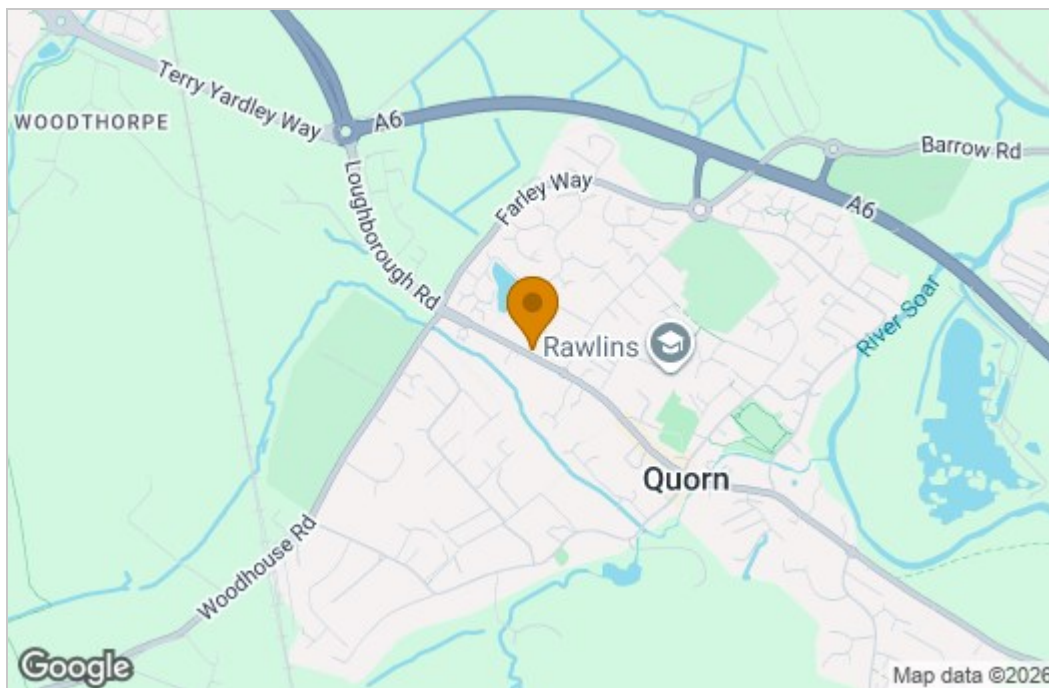 Terry Yardley Way
WOODTHORPE
A6
Barrow Rd
Loughborough Rd
Farley Way
A6
River Soar
Rawlins
Quorn
Woodhouse Rd
Google
Map data ©2026